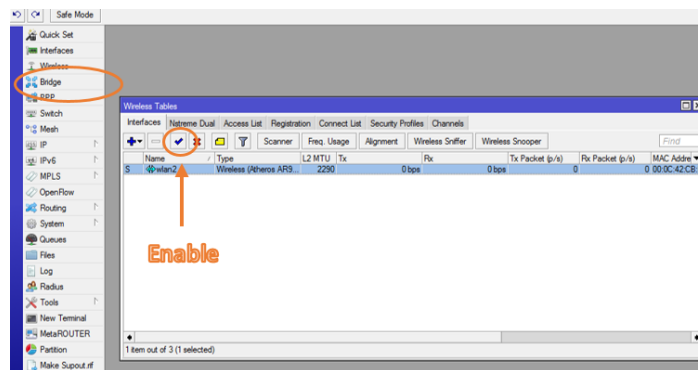 Safe Mode
Quick Set
Interfaces
Wireless
Bridge
PPP
Switch
Mesh
IP
IPv6
MPLS
OpenFlow
Routing
System
Queues
Files
Log
Radius
Tools
New Terminal
MetaROUTER
Partition
Make Supout.rif
Wireless Tables
Interfaces Nstreme Dual Access List Registration Connect List Security Profiles Channels
Scanner Freq. Usage Alignment Wireless Sniffer Wireless Snooper Find
Name Type L2 MTU Tx Rx Tx Packet (p/s) Rx Packet (p/s) MAC Addre
S wlan2 Wireless (Atheros AR9... 2290 0 bps 0 bps 0 0 00:0C:42:CB:
Enable
1 item out of 3 (1 selected)